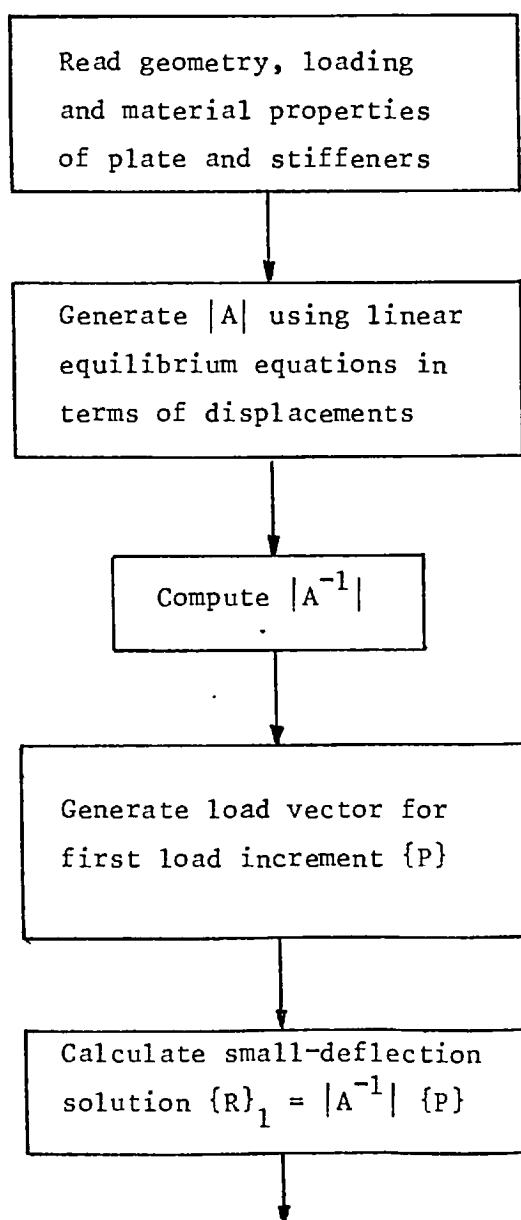 Read geometry, loading
and material properties
of plate and stiffeners
Generate |A| using linear
equilibrium equations in
terms of displacements
Compute |A⁻¹|
Generate load vector for
first load increment {P}
Calculate small-deflection
solution {R}₁ = |A⁻¹| {P}